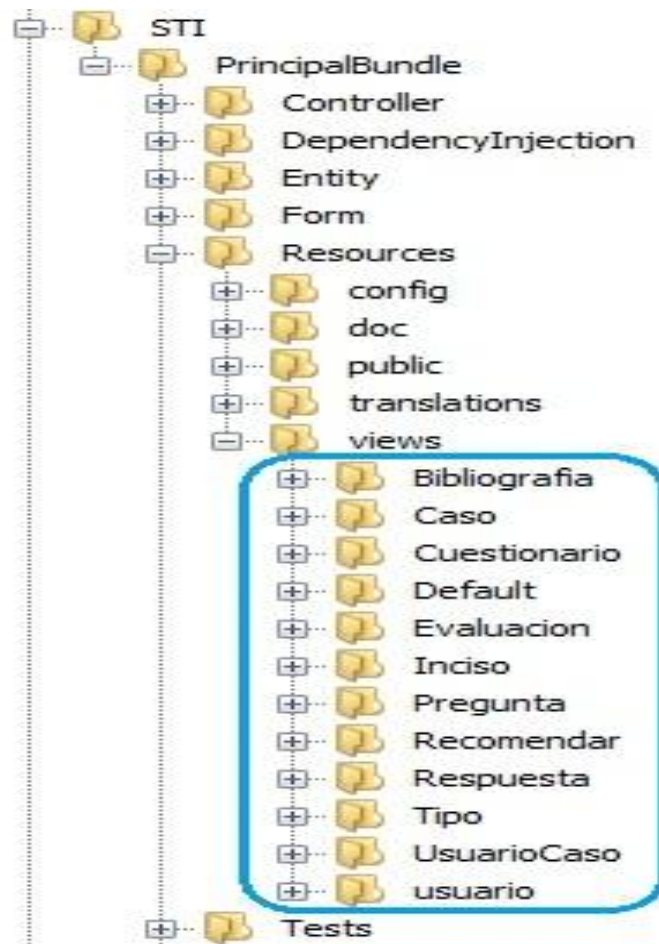 STI
PrincipalBundle
Controller
DependencyInjection
Entity
Form
Resources
config
doc
public
translations
views
Bibliografia
Caso
Cuestionario
Default
Evaluacion
Inciso
Pregunta
Recomendar
Respuesta
Tipo
UsuarioCaso
usuario
Tests